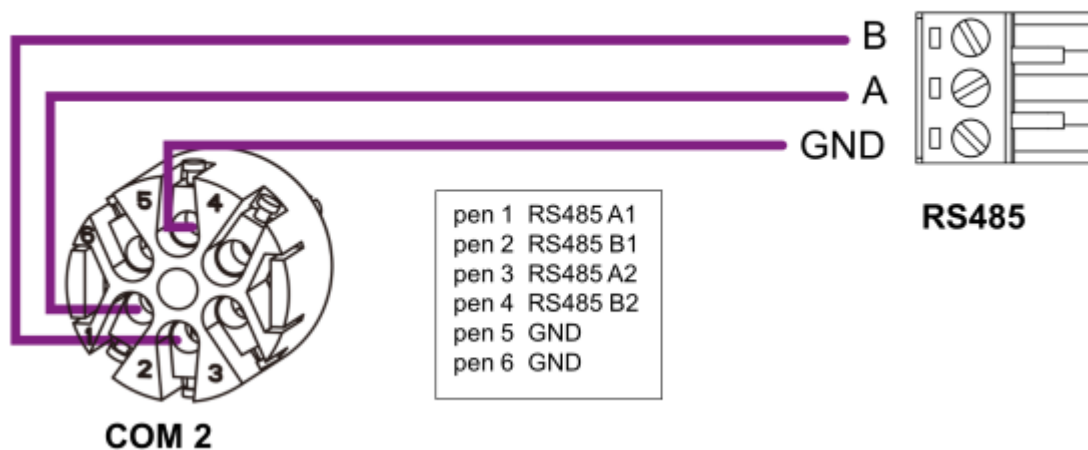 B
A
GND
RS485
5
4
6
1
2
3
pen 1 RS485 A1
pen 2 RS485 B1
pen 3 RS485 A2
pen 4 RS485 B2
pen 5 GND
pen 6 GND
COM 2